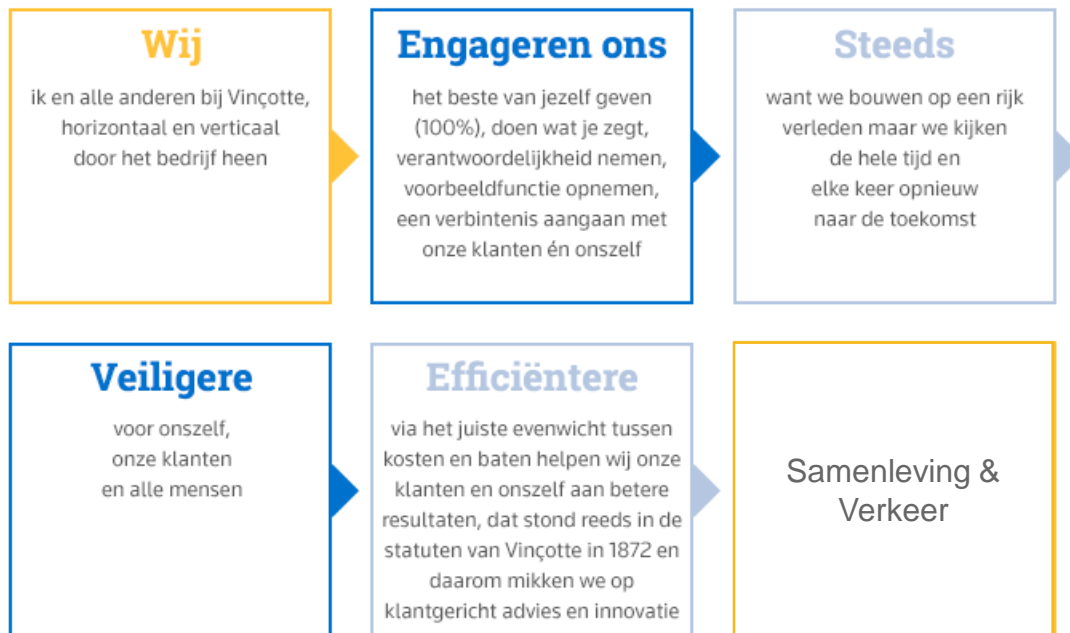 Wij
ik en alle anderen bij Vinçotte,
horizontaal en verticaal
door het bedrijf heen
Engageren ons
het beste van jezelf geven
(100%), doen wat je zegt,
verantwoordelijkheid nemen,
voorbeeldfunctie opnemen,
een verbintenis aangaan met
onze klanten én onszelf
Steeds
want we bouwen op een rijk
verleden maar we kijken
de hele tijd en
elke keer opnieuw
naar de toekomst
Veiligere
voor onszelf,
onze klanten
en alle mensen
Efficiëntere
via het juiste evenwicht tussen
kosten en baten helpen wij onze
klanten en onszelf aan betere
resultaten, dat stond reeds in de
statuten van Vinçotte in 1872 en
daarom mikken we op
klantgericht advies en innovatie
Samenleving &
Verkeer